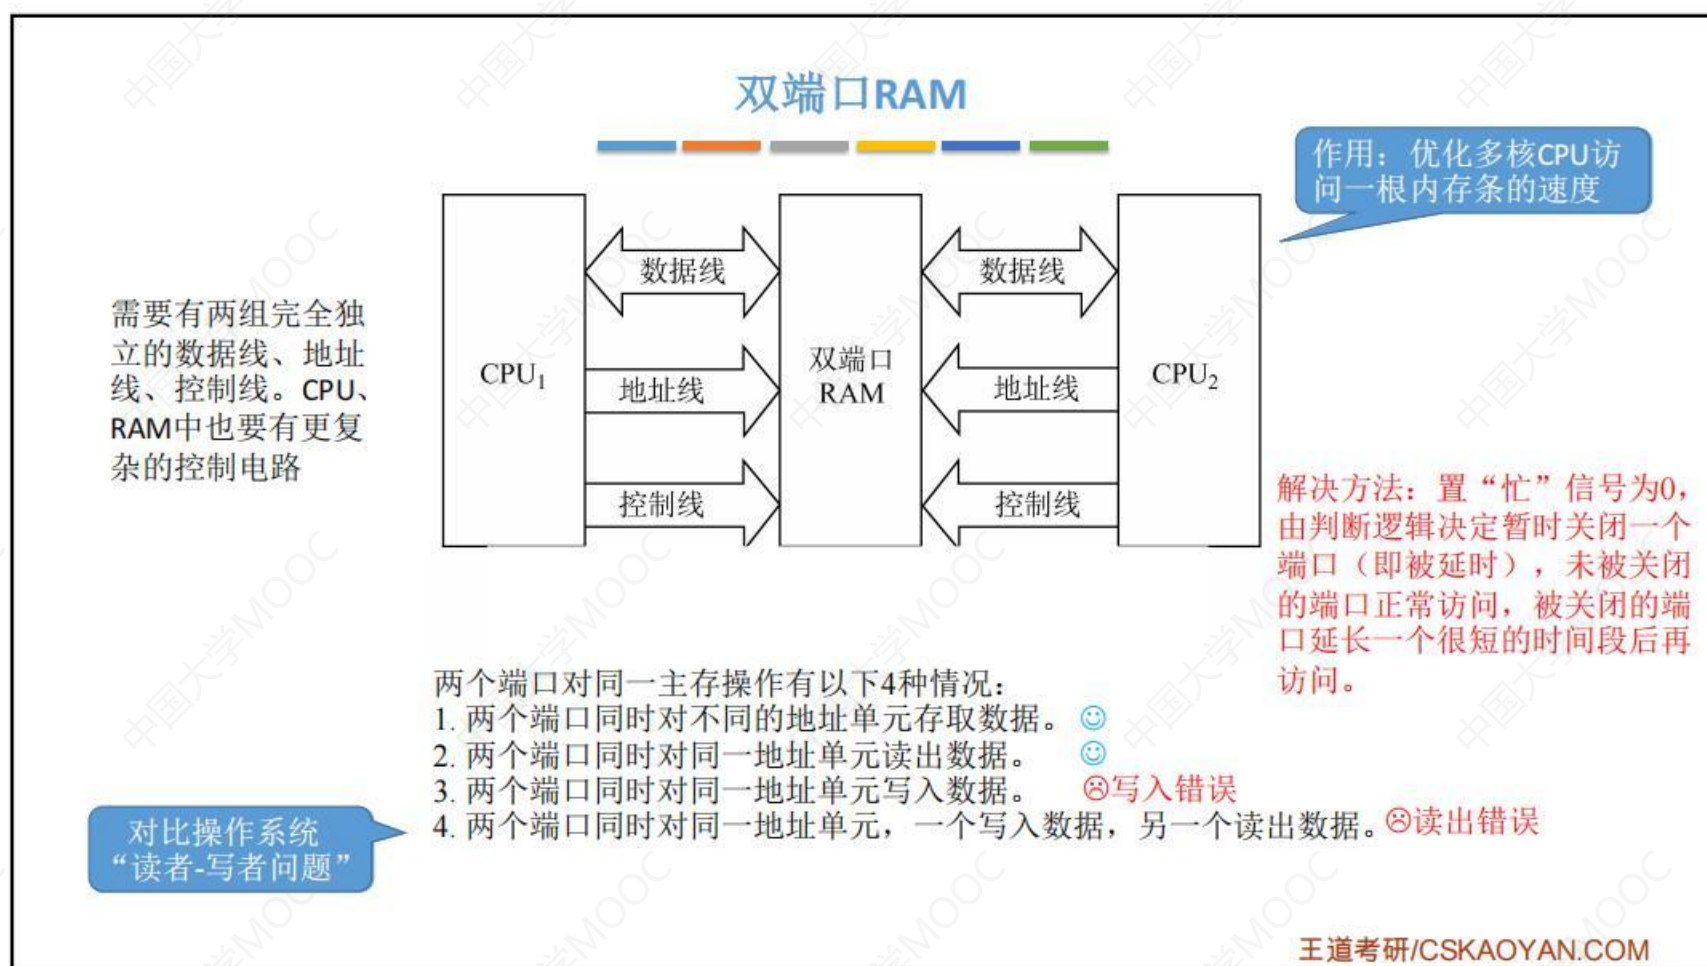 双端口RAM
作用：优化多核CPU访
问一根内存条的速度
需要有两组完全独
立的数据线、地址
线、控制线。CPU、
RAM中也要有更复
杂的控制电路
CPU1
数据线
地址线
控制线
双端口
RAM
数据线
地址线
控制线
CPU2
解决方法：置“忙”信号为0，
由判断逻辑决定暂时关闭一个
端口（即被延时），未被关闭
的端口正常访问，被关闭的端
口延长一个很短的时间段后再
访问。
两个端口对同一主存操作有以下4种情况：
1. 两个端口同时对不同的地址单元存取数据。
2. 两个端口同时对同一地址单元读出数据。
3. 两个端口同时对同一地址单元写入数据。 写入错误
4. 两个端口同时对同一地址单元，一个写入数据，另一个读出数据。 读出错误
对比操作系统
“读者-写者问题”
王道考研/CSKAOYAN.COM
中国大学MOOC